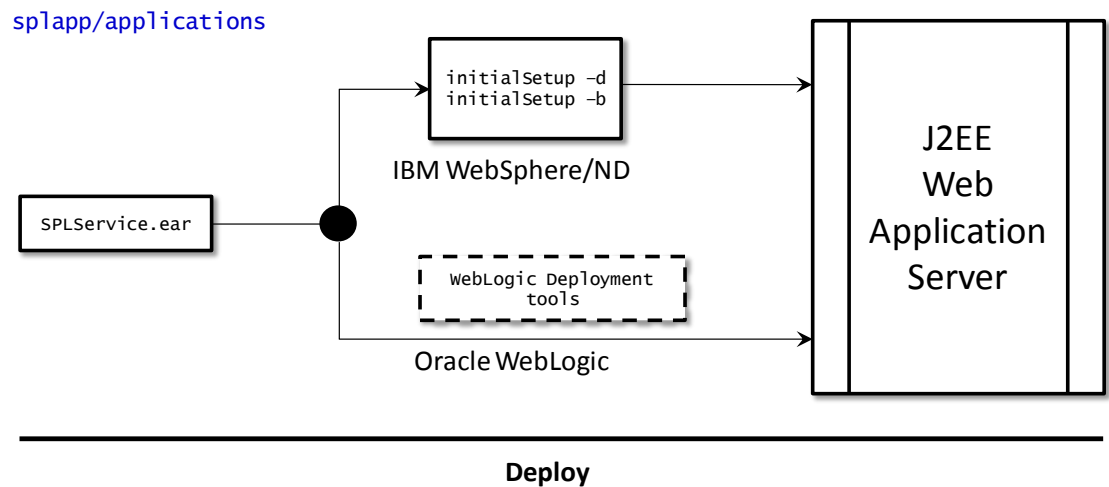 splapp/applications
initialSetup –d
initialSetup –b
IBM WebSphere/ND
SPLService.ear
WebLogic Deployment
tools
Oracle WebLogic
J2EE
Web
Application
Server
Deploy